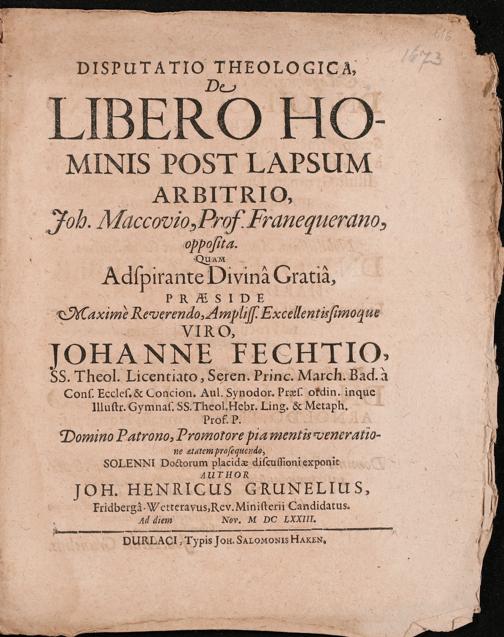 616
1673
DISPUTATIO THEOLOGICA,
De
LIBERO HO-
MINIS POST LAPSUM
ARBITRIO,
Joh. Maccovio, Prof. Franequerano,
opposita.
QUAM
Adſpirante Divinâ Gratiâ,
PRÆSIDE
Maximè Reverendo, Ampliſſ. Excellentiſsimoque
VIRO,
JOHANNE FECHTIO,
SS. Theol. Licentiato, Seren. Princ. March. Bad. à
Conſ. Eccleſ. & Concion. Aul. Synodor. Præſ. ordin. inque
Illuſtr. Gymnaſ. SS. Theol. Hebr. Ling. & Metaph.
Prof. P.
Domino Patrono, Promotore pia mentis veneratio-
ne ætatem proſequendo,
SOLENNI Doctorum placidæ diſcuſſioni exponit
AUTHOR
JOH. HENRICUS GRUNELIUS,
Fridbergâ-Wetteravus, Rev. Miniſterii Candidatus.
Ad diem Nov. M DC LXXIII.
DURLACI, Typis JOH. SALOMONIS HAKEN,